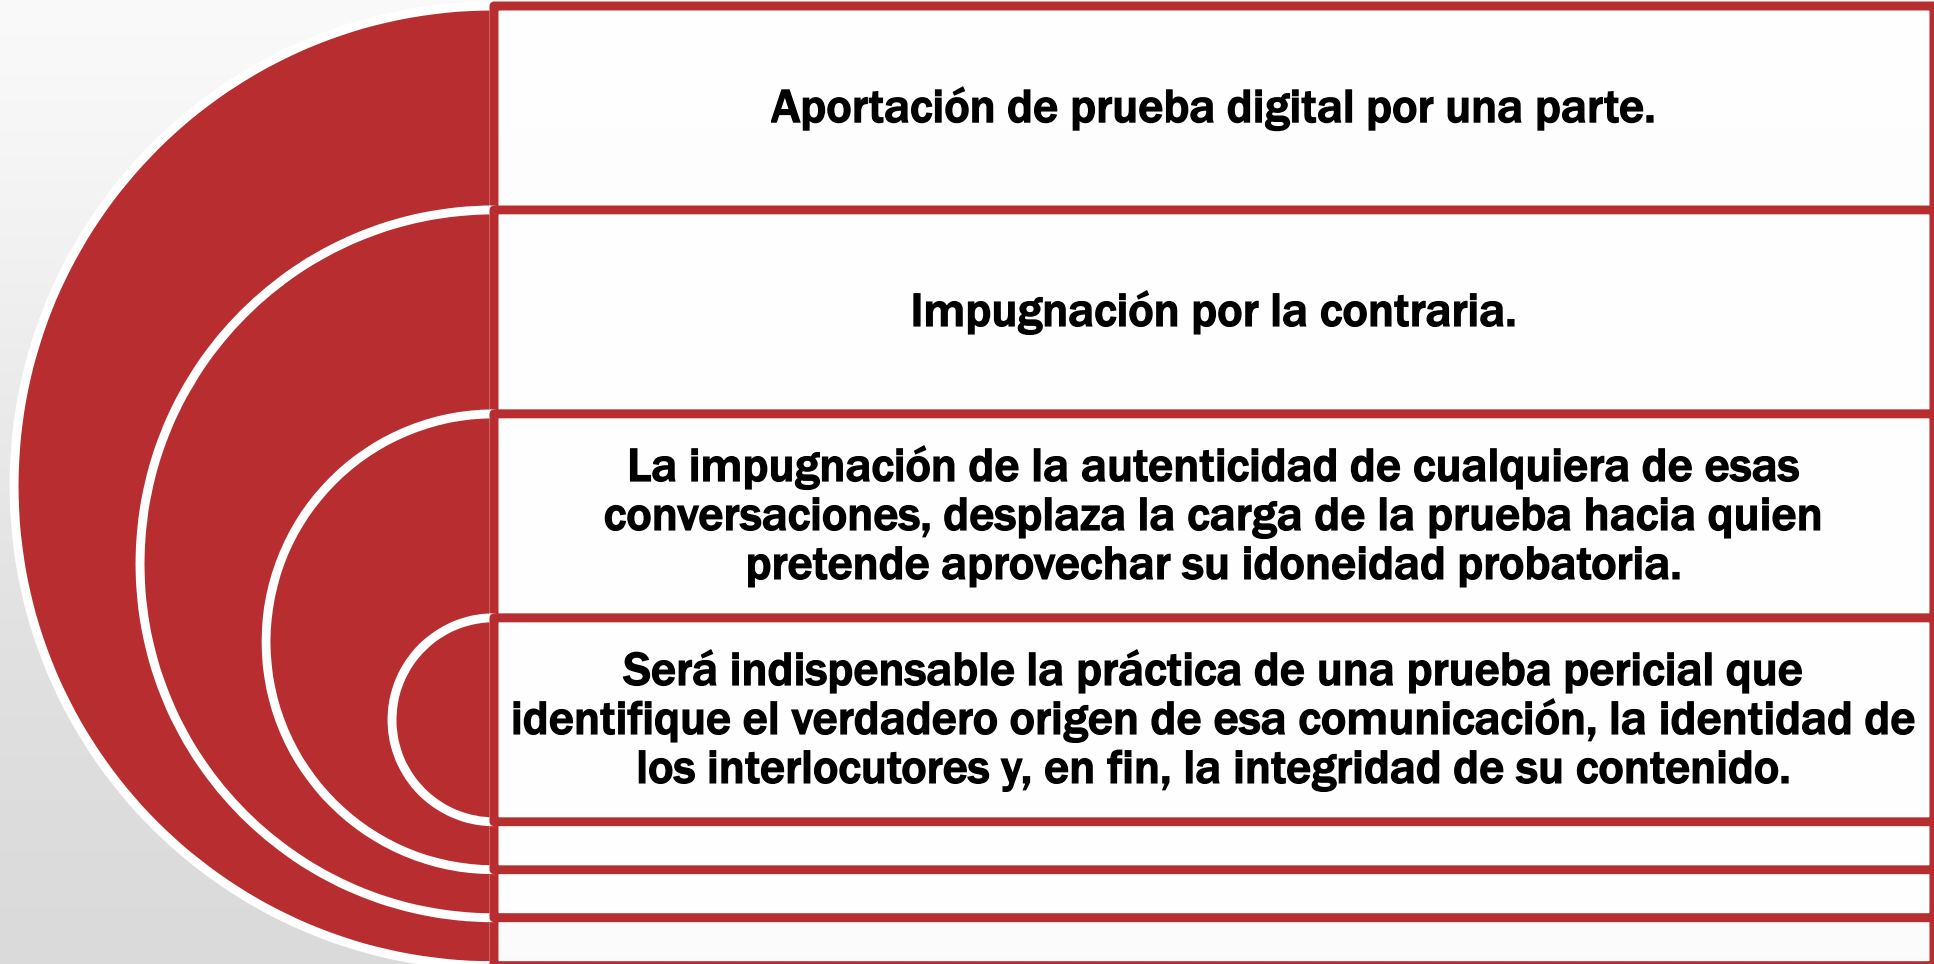 Aportación de prueba digital por una parte.
Impugnación por la contraria.
La impugnación de la autenticidad de cualquiera de esas
conversaciones, desplaza la carga de la prueba hacia quien
pretende aprovechar su idoneidad probatoria.
Será indispensable la práctica de una prueba pericial que
identifique el verdadero origen de esa comunicación, la identidad de
los interlocutores y, en fin, la integridad de su contenido.